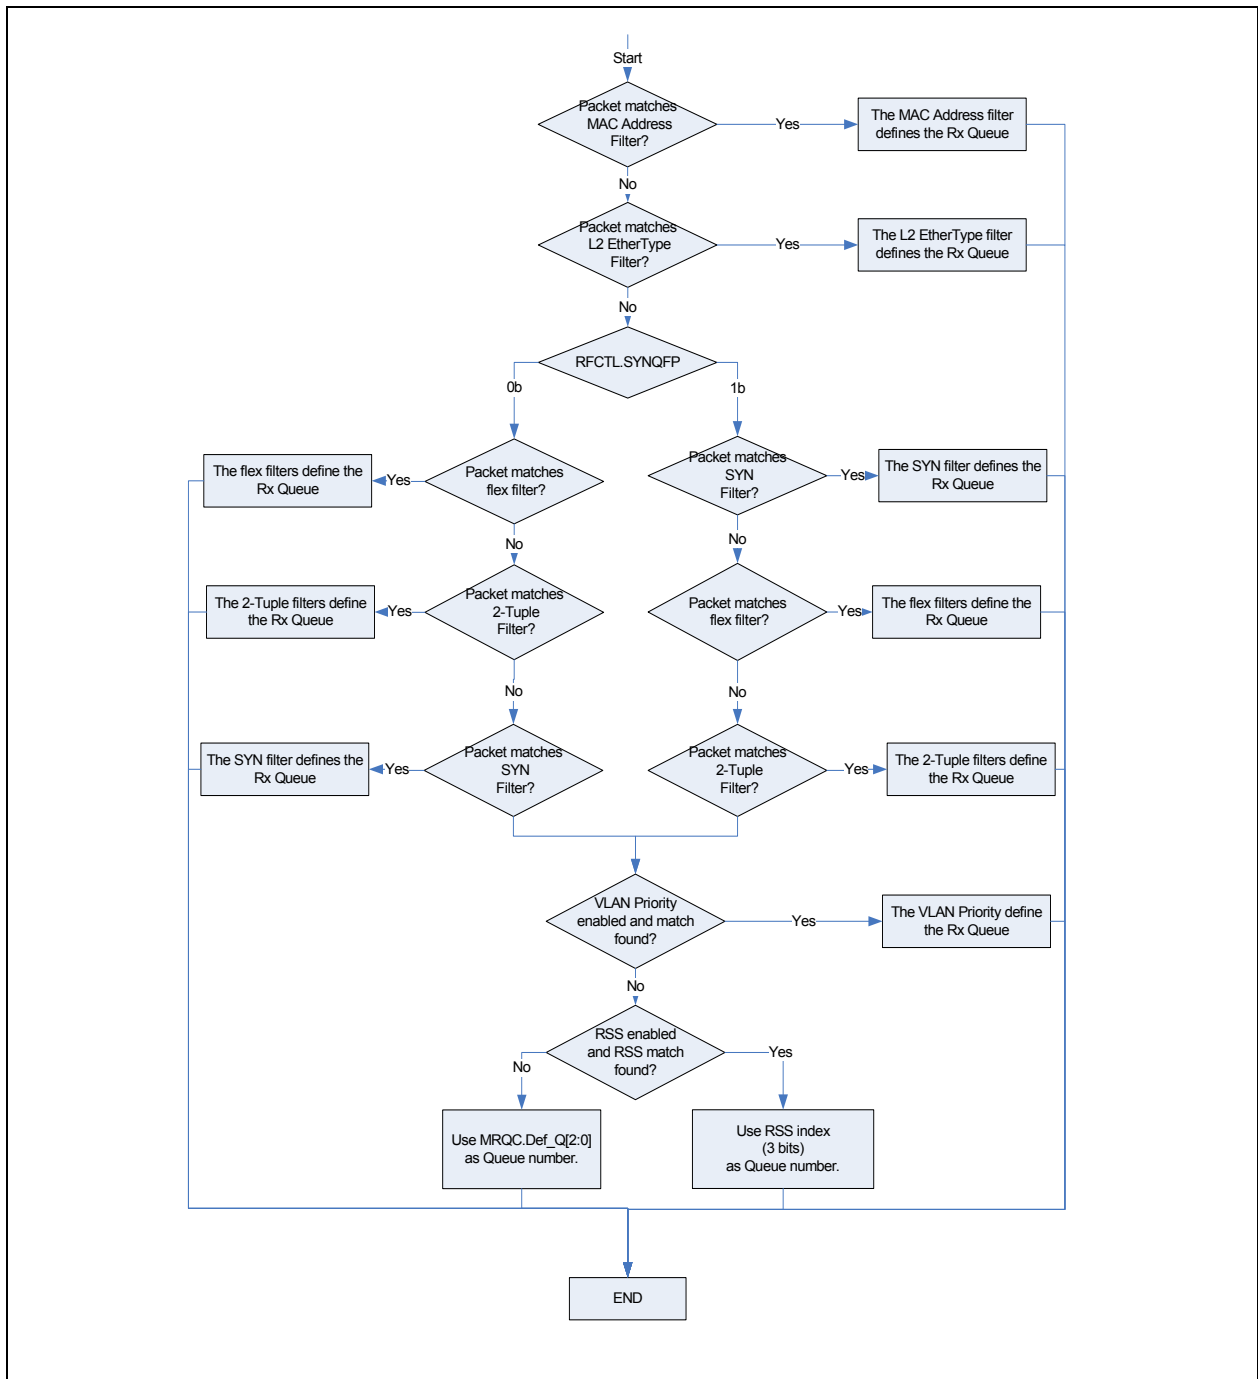 Start
Packet matches
MAC Address
Filter?
Yes
The MAC Address filter
defines the Rx Queue
No
Packet matches
L2 EtherType
Filter?
Yes
The L2 EtherType filter
defines the Rx Queue
No
RFCTL.SYNQFP
0b
1b
The flex filters define the
Rx Queue
Yes
Packet matches
flex filter?
Packet matches
SYN
Filter?
Yes
The SYN filter defines the
Rx Queue
No
No
The 2-Tuple filters define
the Rx Queue
Yes
Packet matches
2-Tuple
Filter?
Packet matches
flex filter?
Yes
The flex filters define the
Rx Queue
No
No
The SYN filter defines the
Rx Queue
Yes
Packet matches
SYN
Filter?
Packet matches
2-Tuple
Filter?
Yes
The 2-Tuple filters define
the Rx Queue
VLAN Priority
enabled and match
found?
Yes
The VLAN Priority define
the Rx Queue
No
RSS enabled
and RSS match
found?
No
Yes
Use MRQC.Def_Q[2:0]
as Queue number.
Use RSS index
(3 bits)
as Queue number.
END